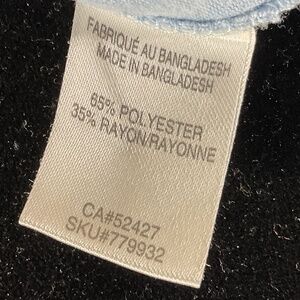 FABRIQUÉ AU BANGLADESH
MADE IN BANGLADESH
65% POLYESTER
35% RAYON/RAYONNE
CA#52427
SKU#779932